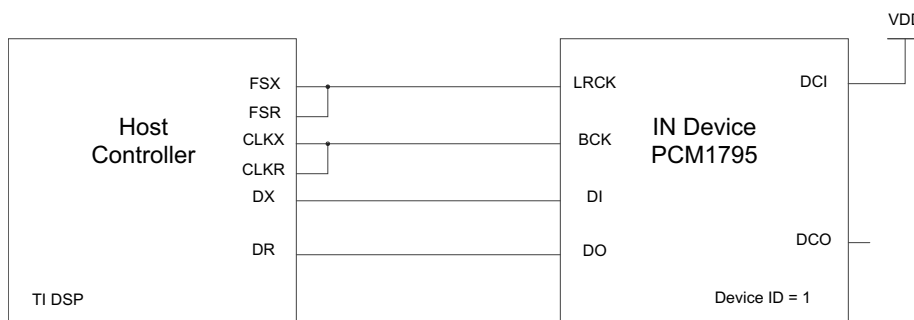 VDD
FSX
FSR
CLKX
CLKR
DX
DR
Host
Controller
TI DSP
LRCK
BCK
DI
DO
IN Device
PCM1795
DCI
DCO
Device ID = 1